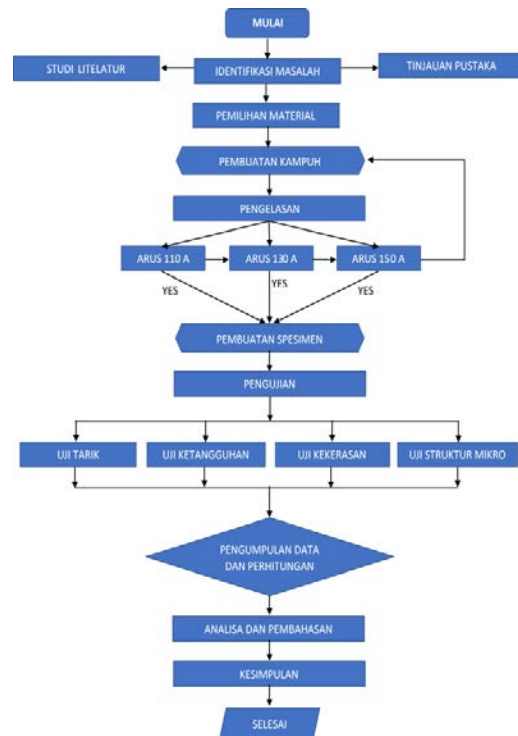 MULAI
STUDI LITELATUR
IDENTIFIKASI MASALAH
TINJAUAN PUSTAKA
PEMILIHAN MATERIAL
PEMBUATAN KAMPUH
PENGELASAN
ARUS 110 A
ARUS 130 A
ARUS 150 A
YES
YES
YES
PEMBUATAN SPESIMEN
PENGUJIAN
UJI TARIK
UJI KETANGGUHAN
UJI KEKERASAN
UJI STRUKTUR MIKRO
PENGUMPULAN DATA
DAN PERHITUNGAN
ANALISA DAN PEMBAHASAN
KESIMPULAN
SELESAI